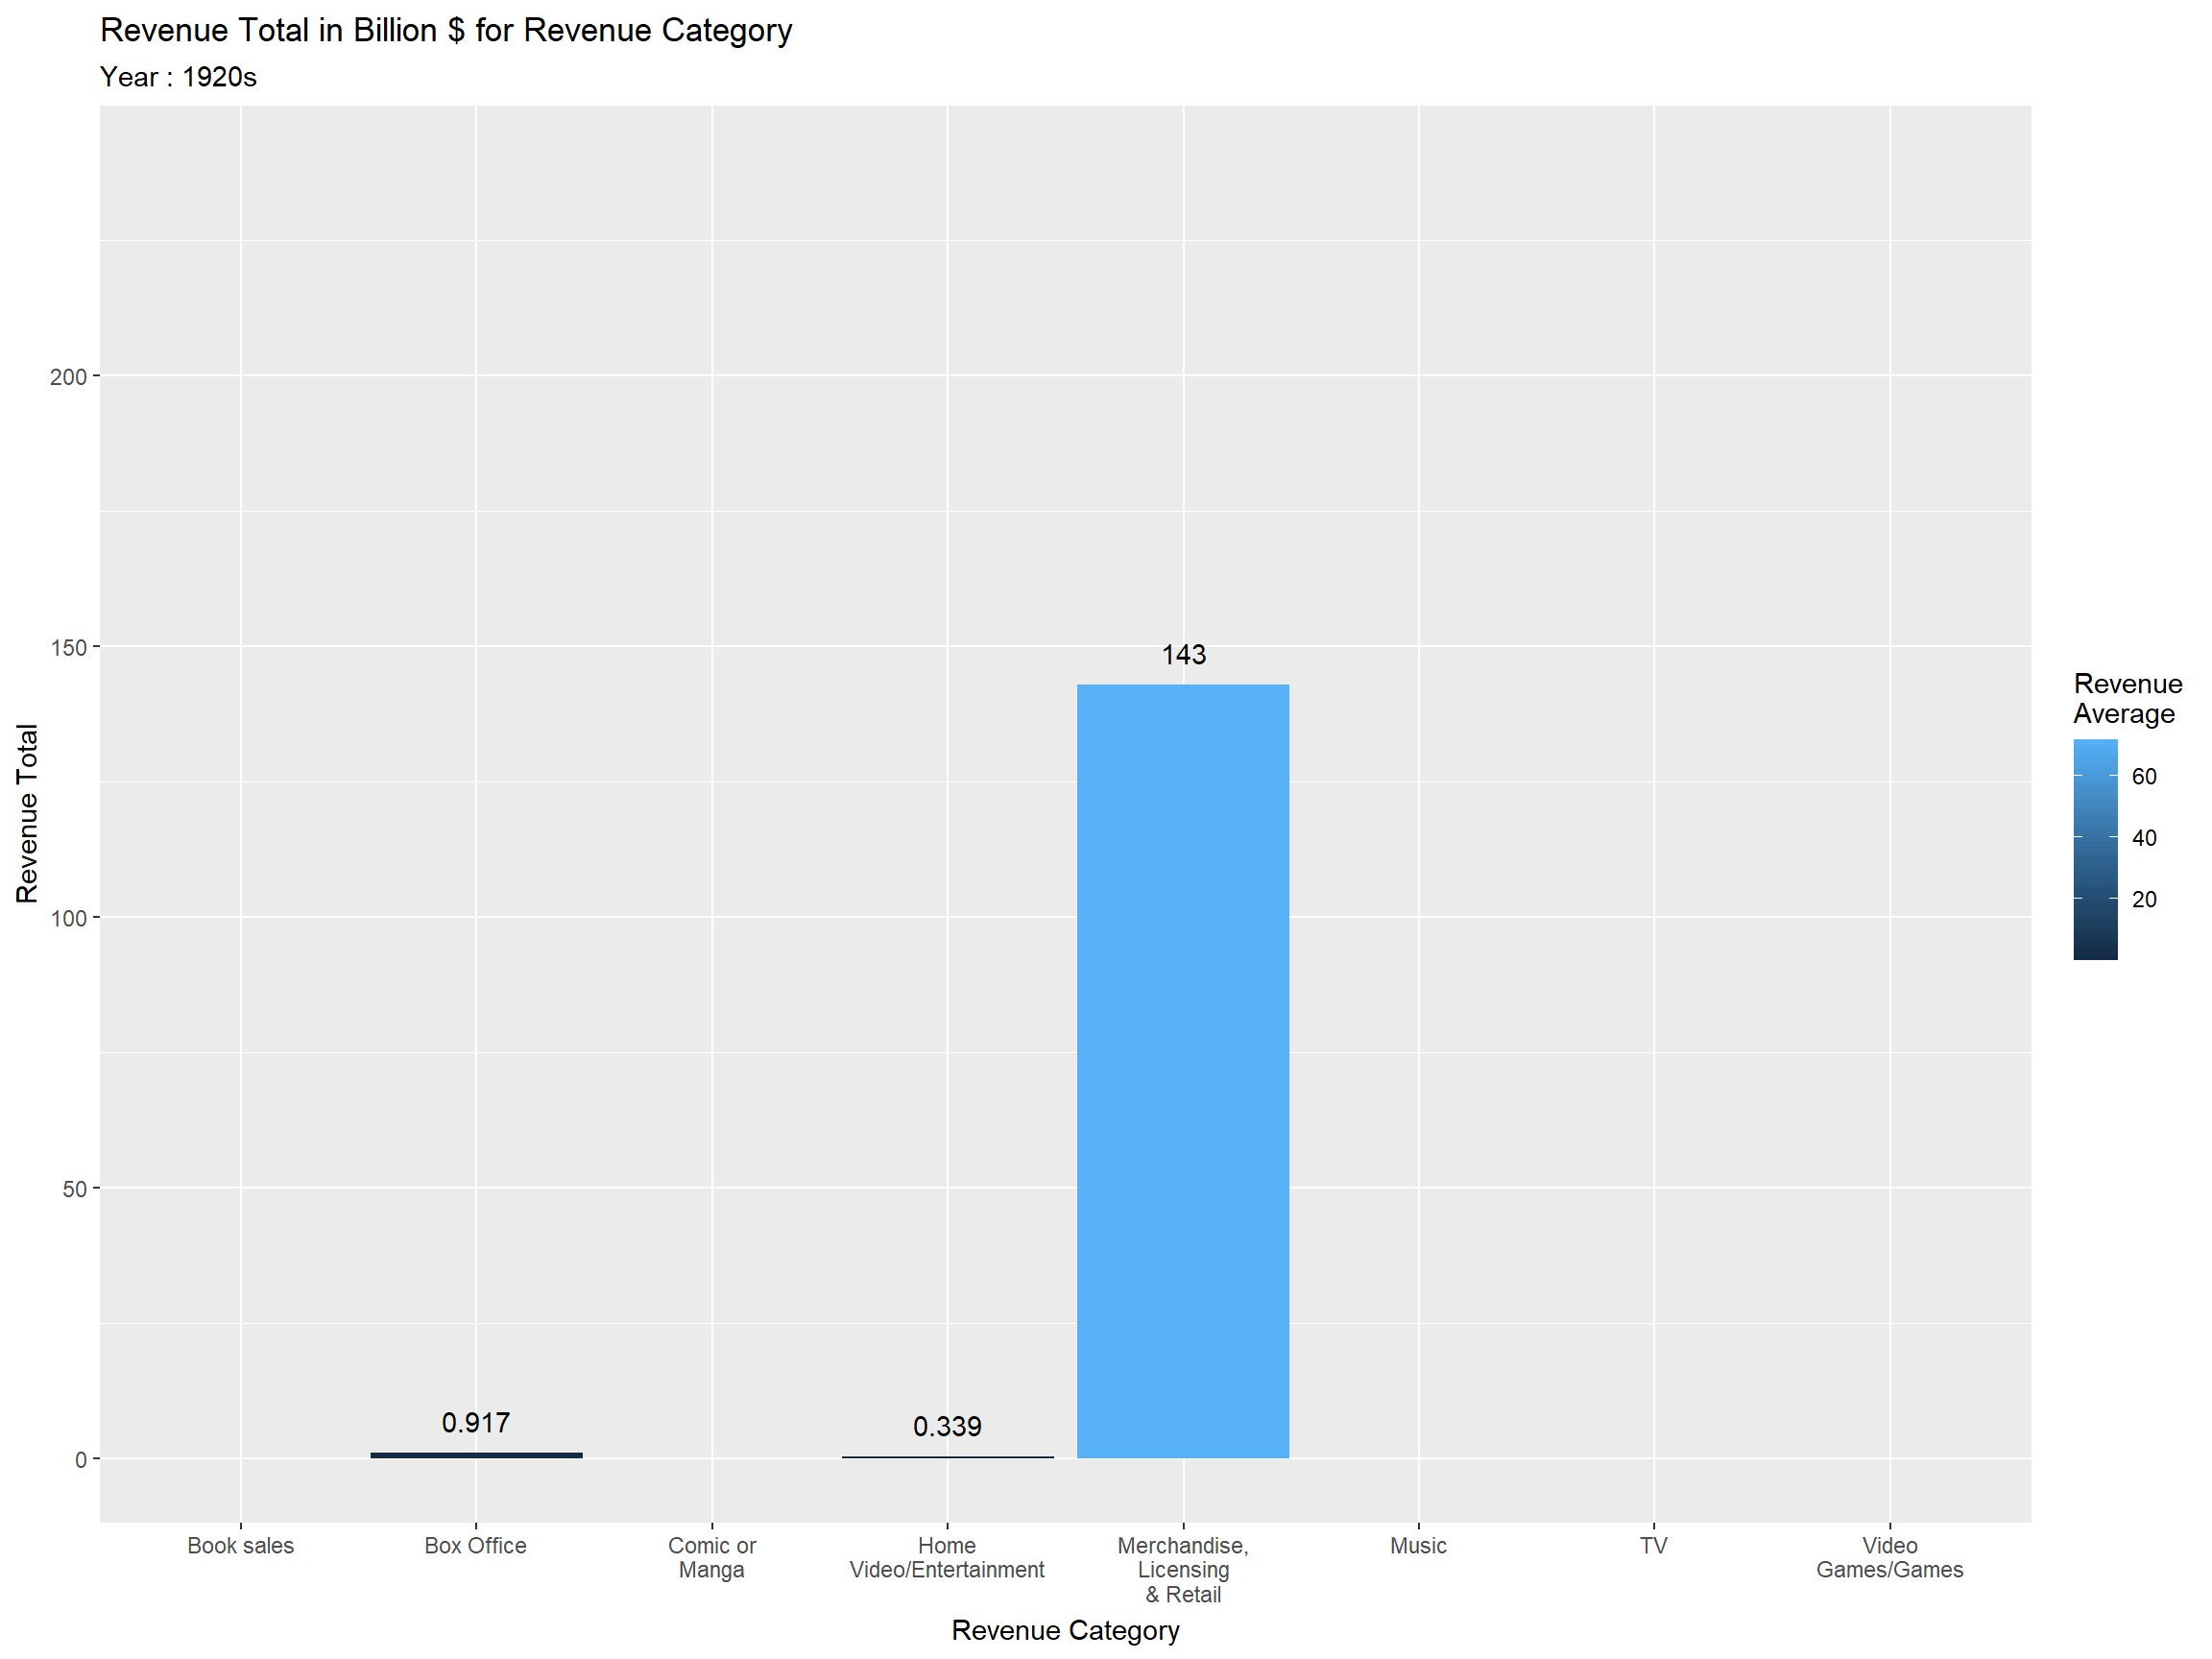 Revenue Total in Billion $ for Revenue Category
Year : 1920s
Revenue Total
200
150
100
50
0
143
0.917
0.339
Book sales
Box Office
Comic or
Manga
Home
Video/Entertainment
Merchandise,
Licensing
& Retail
Music
TV
Video
Games/Games
Revenue Category
Revenue
Average
60
40
20